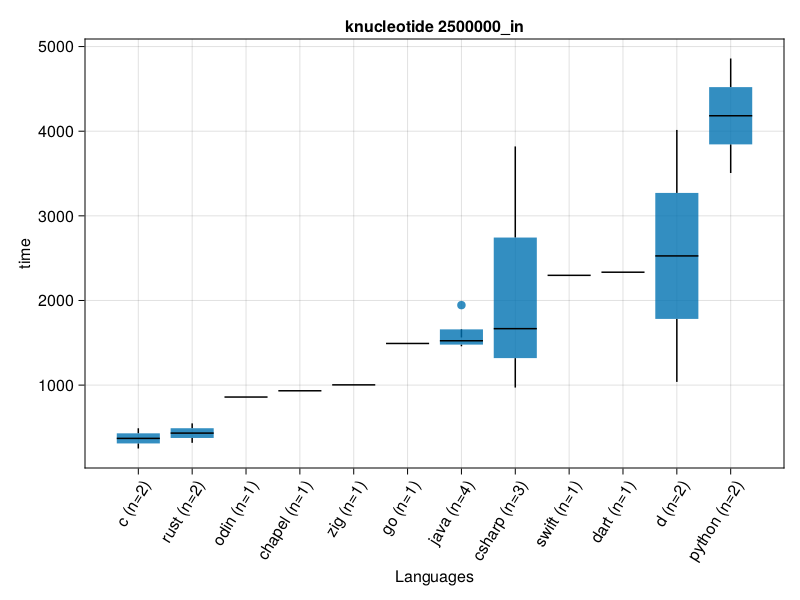 knucleotide 2500000_in
5000
4000
3000
2000
1000
time
c (n=2)
rust (n=2)
odin (n=1)
chapel (n=1)
zig (n=1)
go (n=1)
java (n=4)
csharp (n=3)
swift (n=1)
dart (n=1)
d (n=2)
python (n=2)
Languages